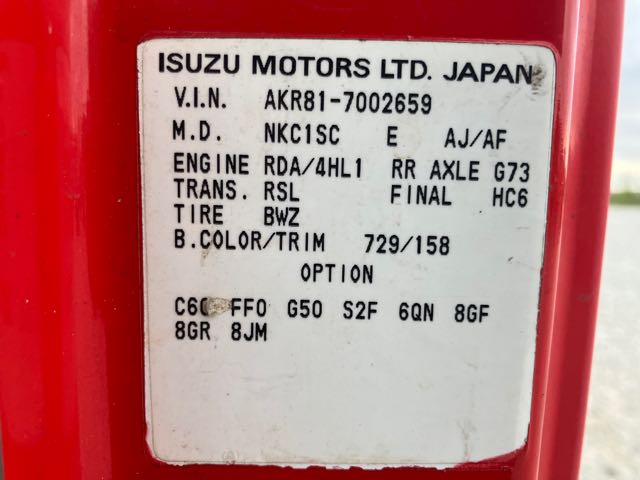 ISUZU MOTORS LTD. JAPAN
V.I.N. AKR81-7002659
M.D. NKC1SC E AJ/AF
ENGINE RDA/4HL1 RR AXLE G73
TRANS. RSL FINAL HC6
TIRE BWZ
B.COLOR/TRIM 729/158
OPTION
FF0 G50 S2F 6QN 8GF
8GR 8JM